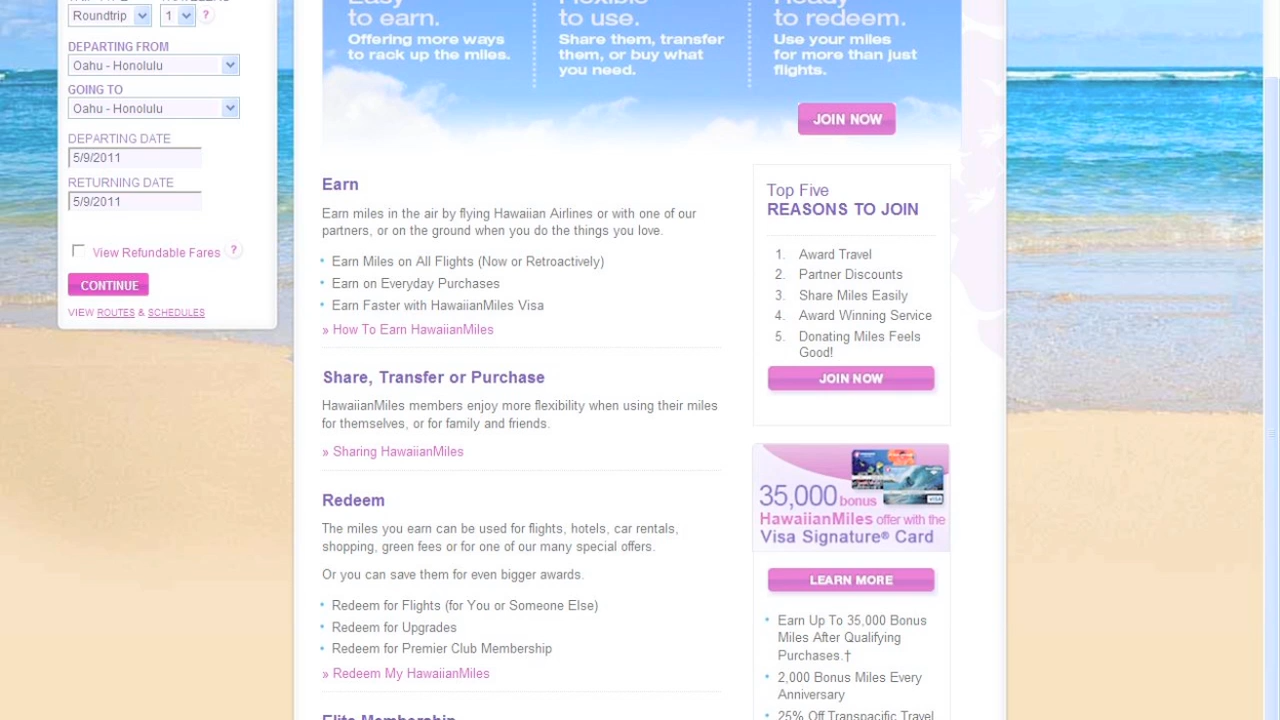 Roundtrip
1
?
DEPARTING FROM
Oahu - Honolulu
GOING TO
Oahu - Honolulu
DEPARTING DATE
5/9/2011
RETURNING DATE
5/9/2011
View Refundable Fares ?
CONTINUE
VIEW ROUTES & SCHEDULES
Easy
to earn.
Offering more ways
to rack up the miles.
Flexible
to use.
Share them, transfer
them, or buy what
you need.
Ready
to redeem.
Use your miles
for more than just
flights.
JOIN NOW
Earn
Earn miles in the air by flying Hawaiian Airlines or with one of our
partners, or on the ground when you do the things you love.
• Earn Miles on All Flights (Now or Retroactively)
• Earn on Everyday Purchases
• Earn Faster with HawaiianMiles Visa
» How To Earn HawaiianMiles
Share, Transfer or Purchase
HawaiianMiles members enjoy more flexibility when using their miles
for themselves, or for family and friends.
» Sharing HawaiianMiles
Redeem
The miles you earn can be used for flights, hotels, car rentals,
shopping, green fees or for one of our many special offers.
Or you can save them for even bigger awards.
• Redeem for Flights (for You or Someone Else)
• Redeem for Upgrades
• Redeem for Premier Club Membership
» Redeem My HawaiianMiles
Elite Membership
Top Five
REASONS TO JOIN
1. Award Travel
2. Partner Discounts
3. Share Miles Easily
4. Award Winning Service
5. Donating Miles Feels
Good!
JOIN NOW
35,000 bonus
HawaiianMiles offer with the
Visa Signature® Card
LEARN MORE
• Earn Up To 35,000 Bonus
Miles After Qualifying
Purchases.†
• 2,000 Bonus Miles Every
Anniversary
• 25% Off Transpacific Travel